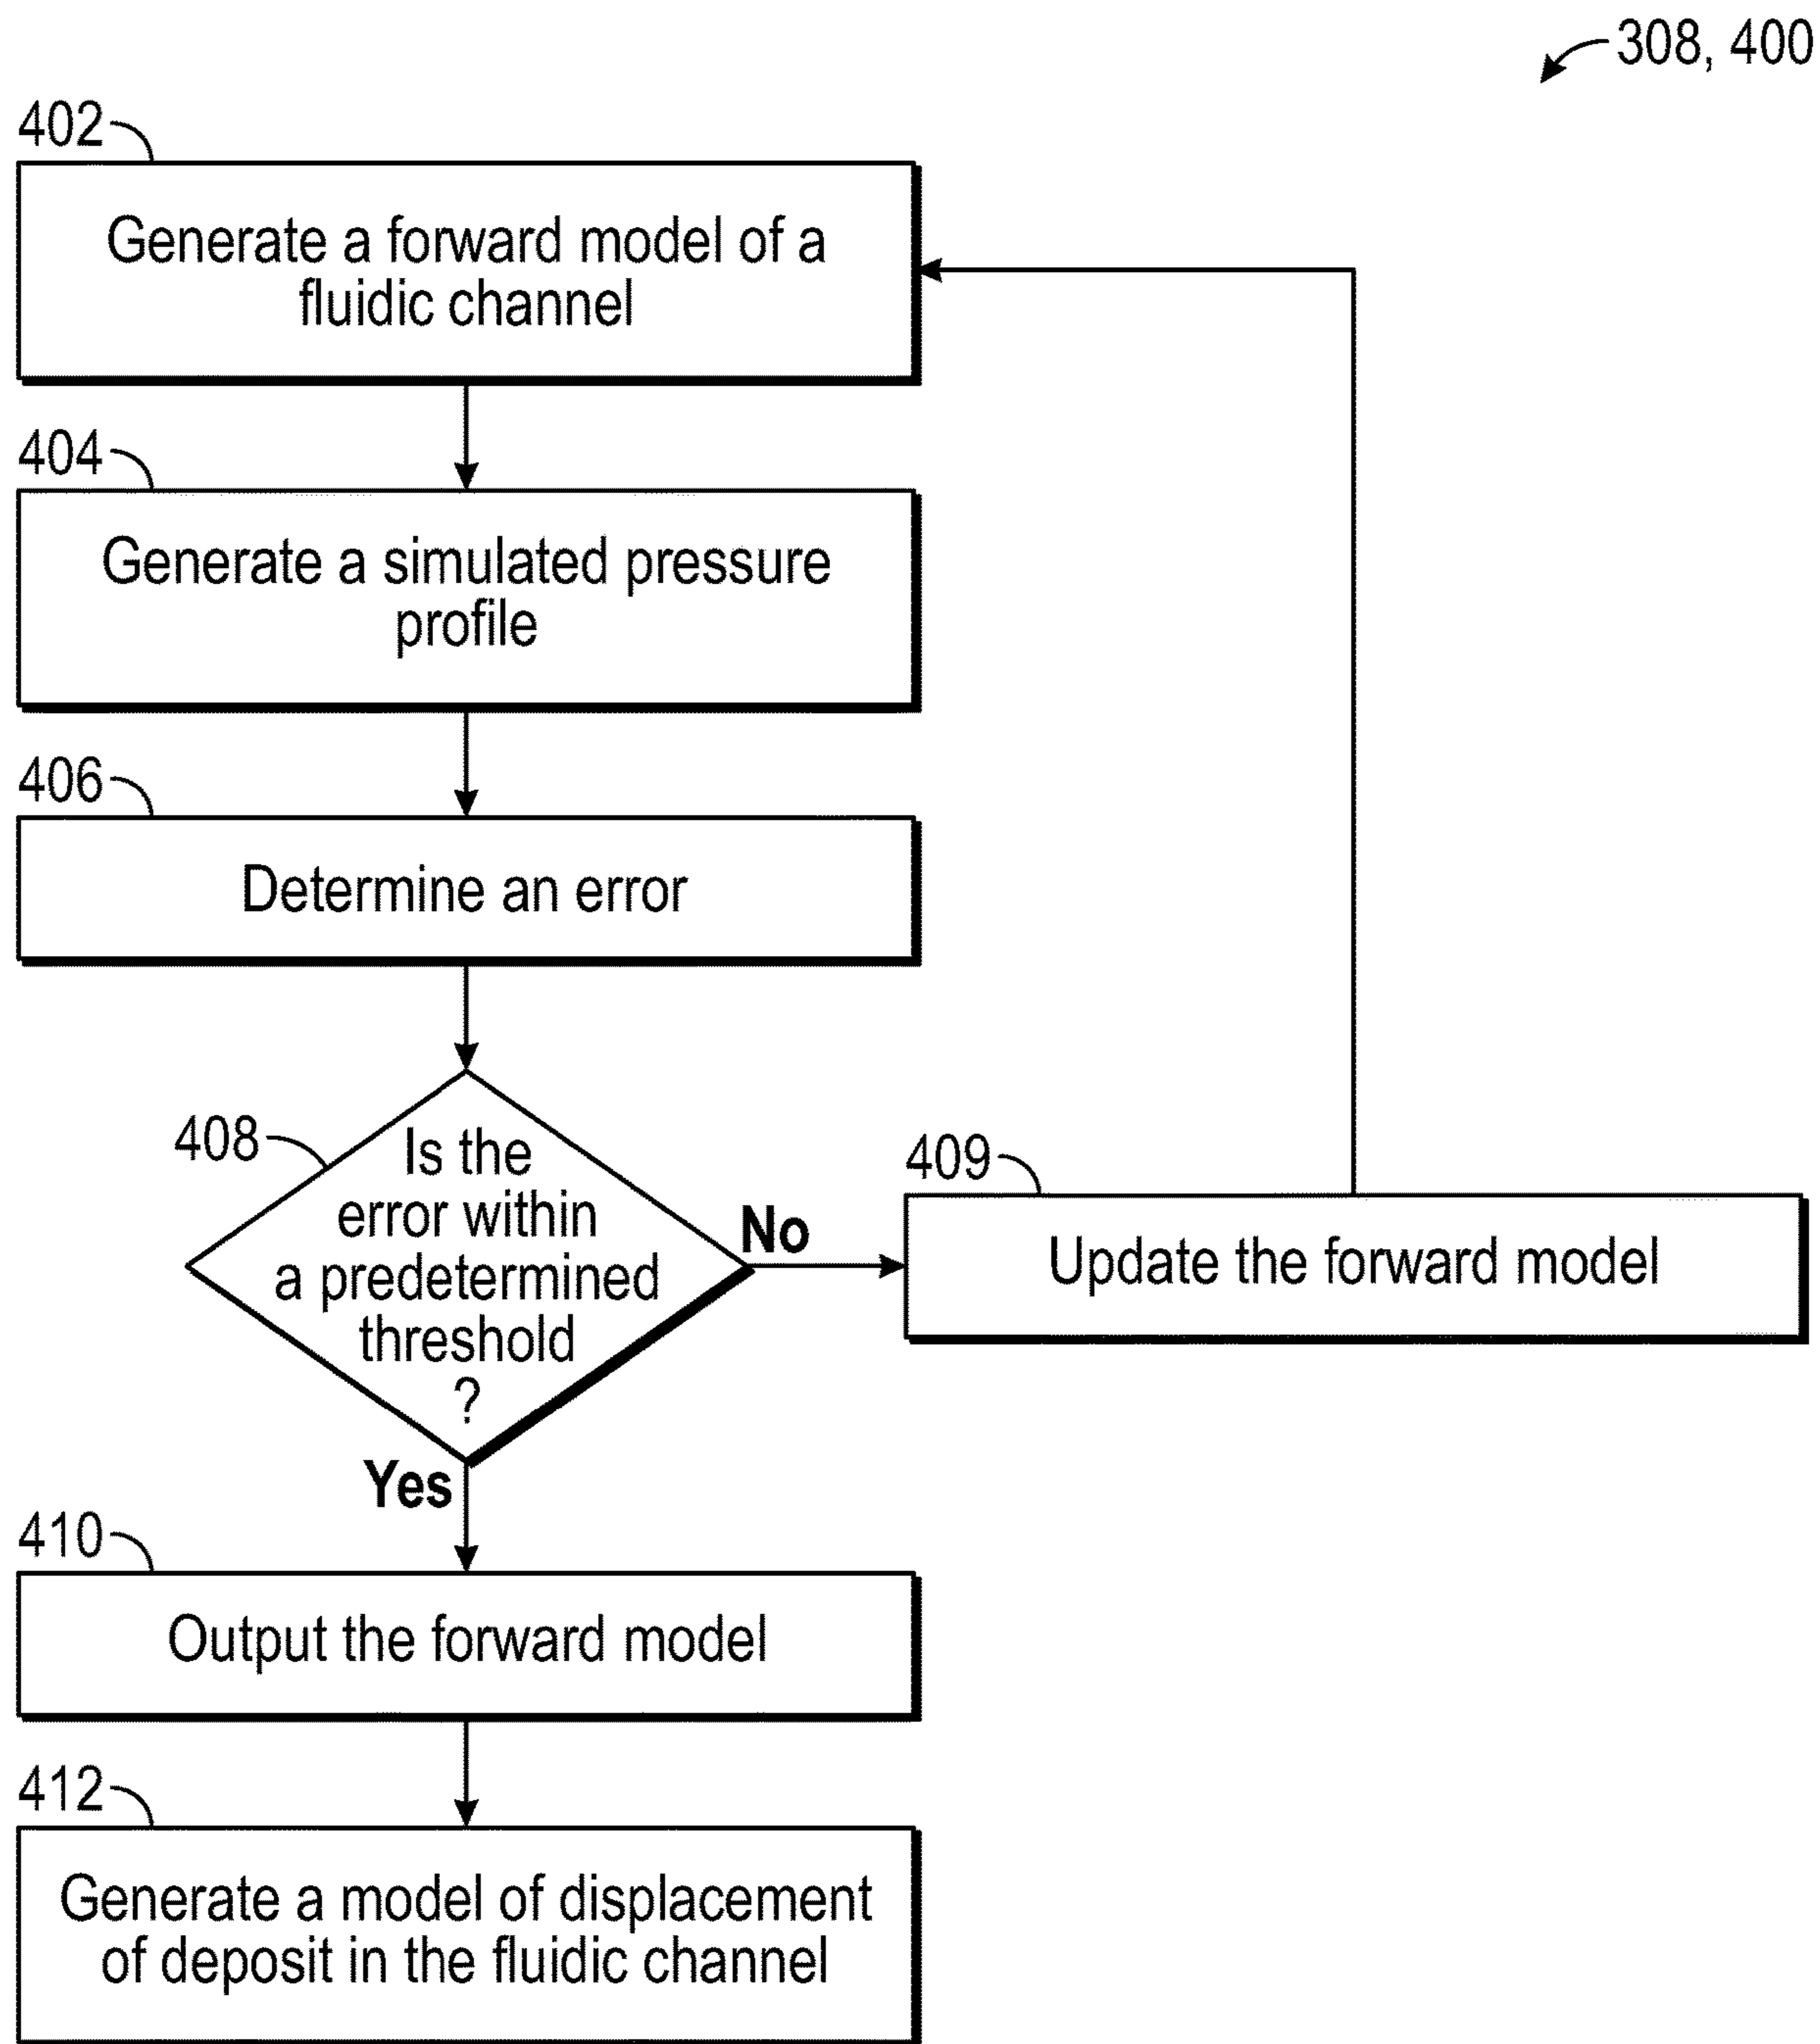 308, 400
402
Generate a forward model of a
fluidic channel
404
Generate a simulated pressure
profile
406
Determine an error
408
Is the
error within
a predetermined
threshold
?
No
409
Update the forward model
Yes
410
Output the forward model
412
Generate a model of displacement
of deposit in the fluidic channel